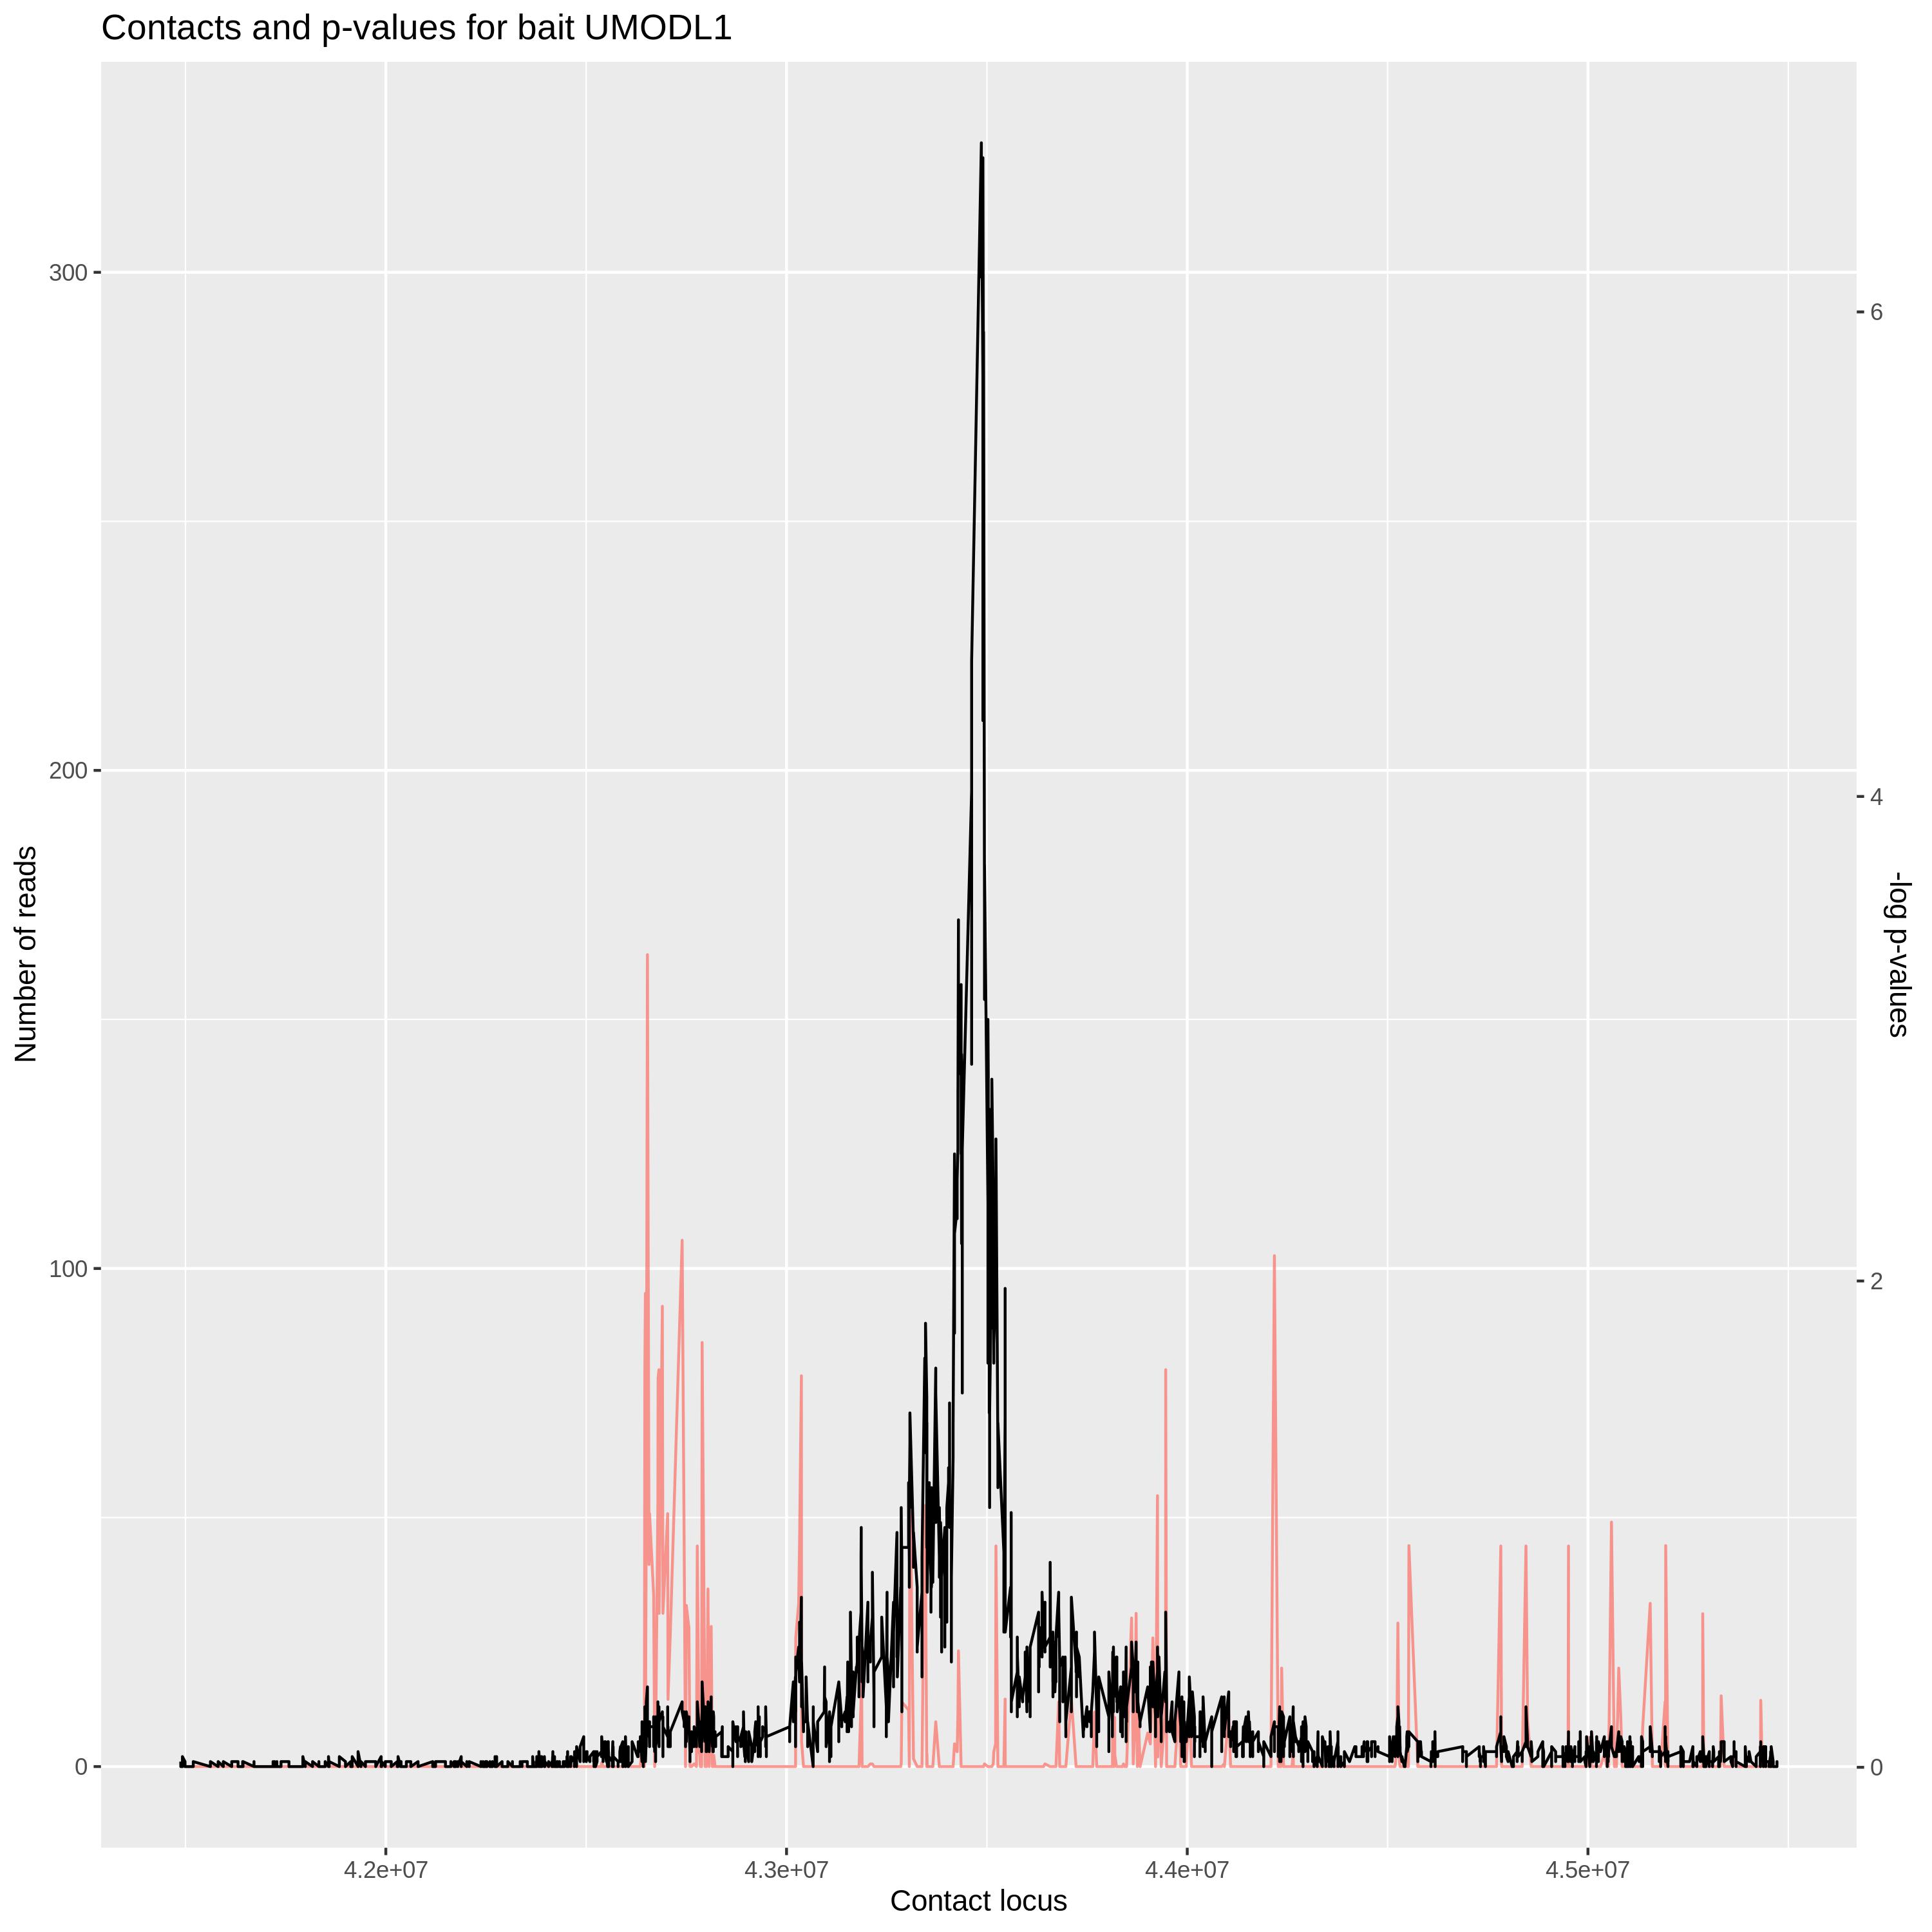 Contacts and p-values for bait UMODL1
300
200
100
0
Number of reads
6
4
2
0
-log p-values
4.2e+07
4.3e+07
4.4e+07
4.5e+07
Contact locus